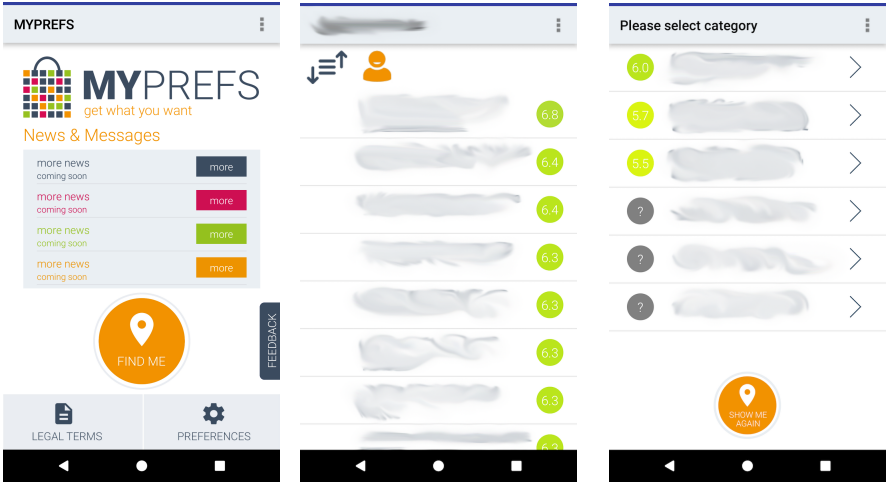 MYPREFS
MYPREFS
get what you want
News & Messages
more news
coming soon
more
more news
coming soon
more
more news
coming soon
more
more news
coming soon
more
FIND ME
FEEDBACK
LEGAL TERMS
PREFERENCES
6.8
6.4
6.4
6.3
6.3
6.3
6.3
6.3
Please select category
6.0
5.7
5.5
?
?
?
SHOW ME
AGAIN